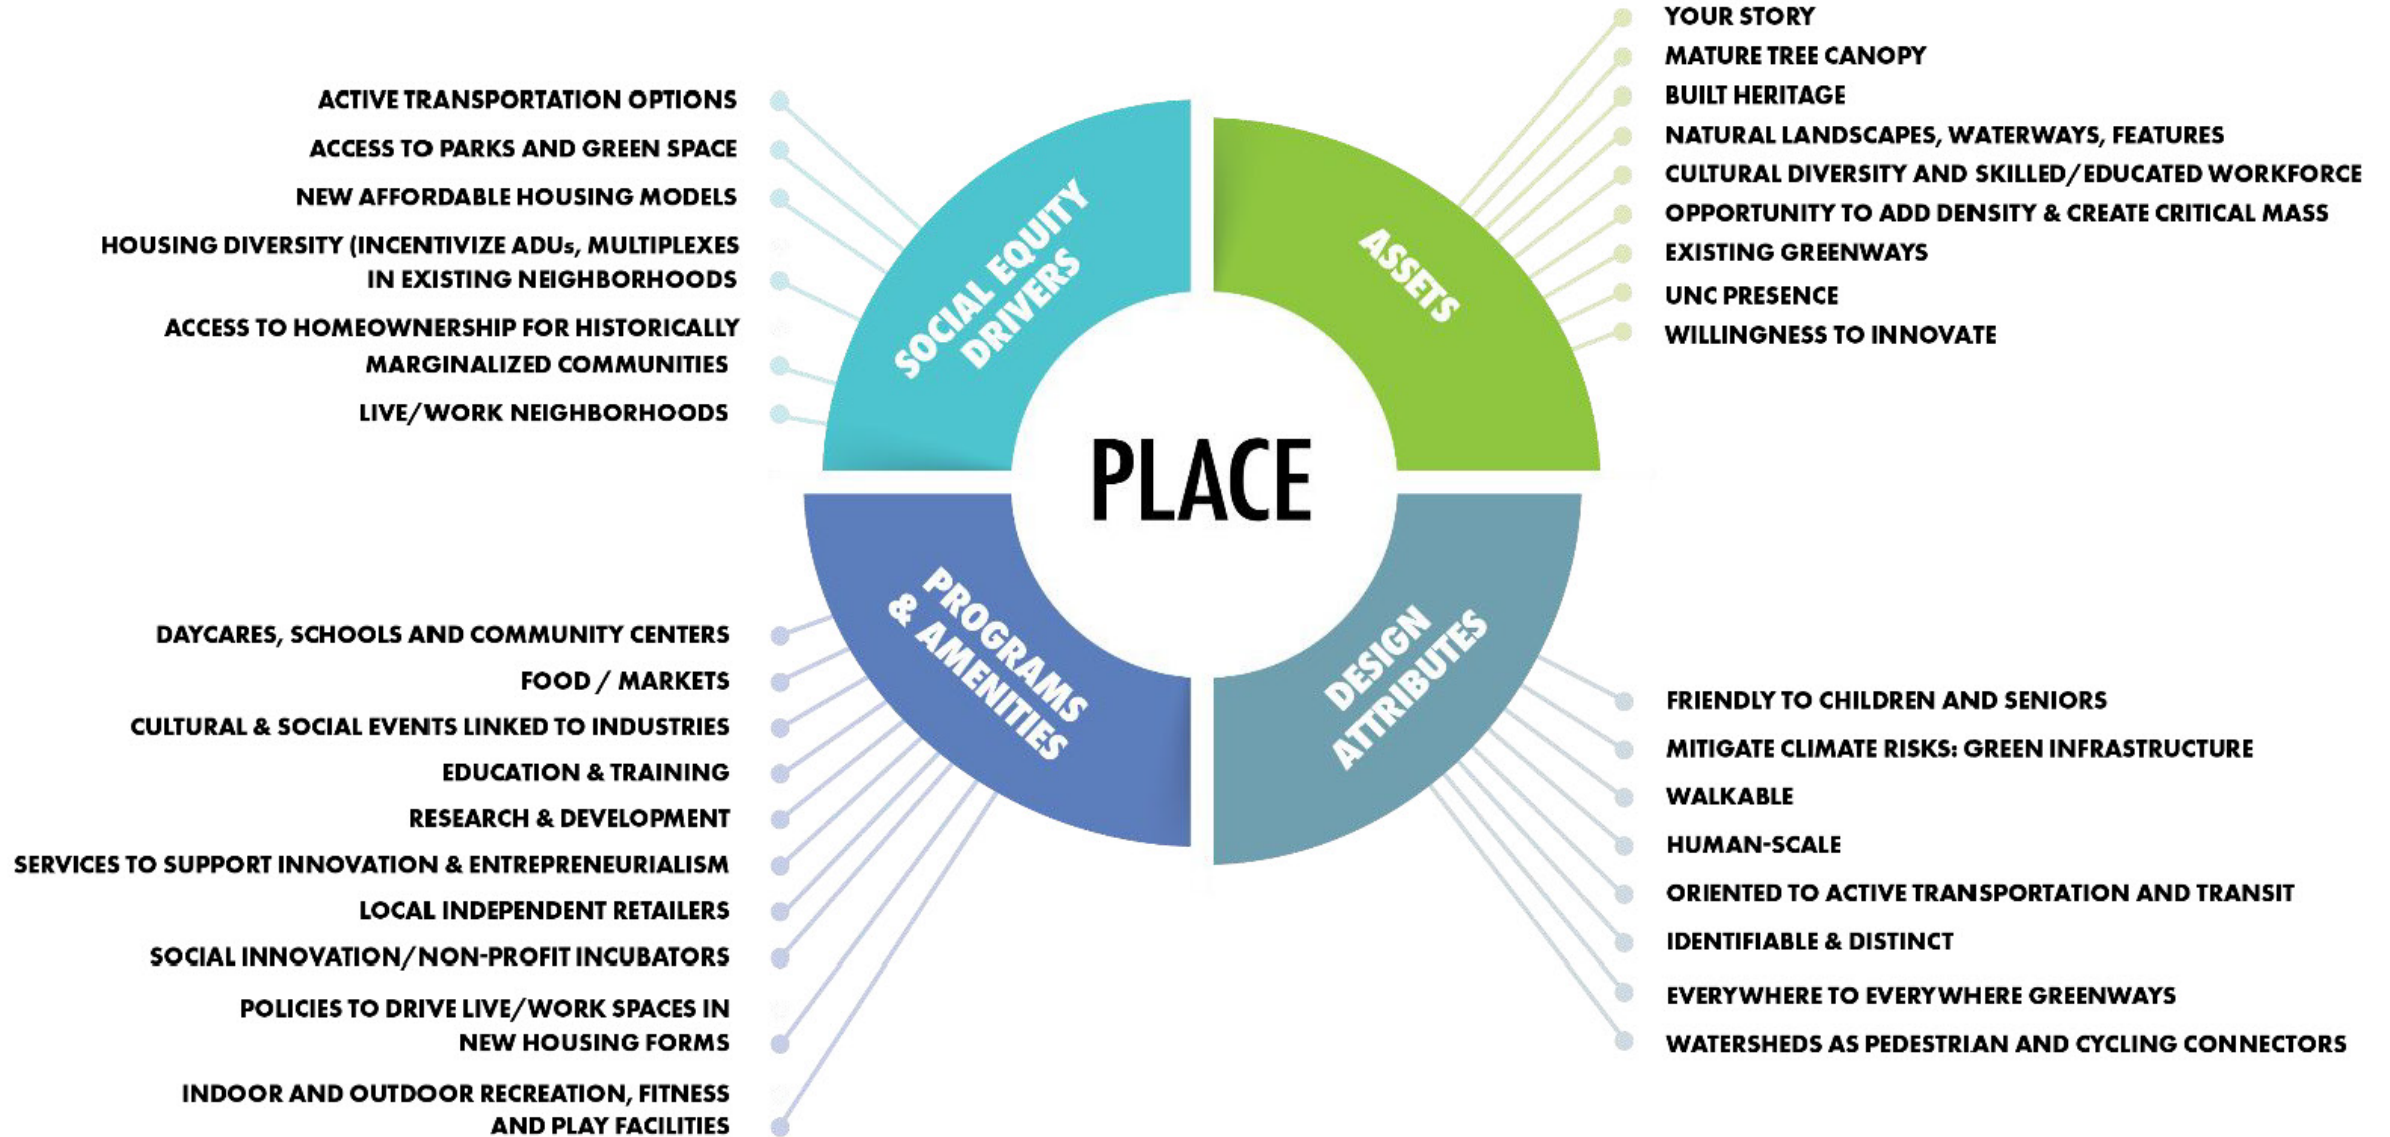 ACTIVE TRANSPORTATION OPTIONS
ACCESS TO PARKS AND GREEN SPACE
NEW AFFORDABLE HOUSING MODELS
HOUSING DIVERSITY (INCENTIVIZE ADUs, MULTIPLEXES
IN EXISTING NEIGHBORHOODS
ACCESS TO HOMEOWNERSHIP FOR HISTORICALLY
MARGINALIZED COMMUNITIES
LIVE/WORK NEIGHBORHOODS
SOCIAL EQUITY
DRIVERS
YOUR STORY
MATURE TREE CANOPY
BUILT HERITAGE
NATURAL LANDSCAPES, WATERWAYS, FEATURES
CULTURAL DIVERSITY AND SKILLED/EDUCATED WORKFORCE
OPPORTUNITY TO ADD DENSITY & CREATE CRITICAL MASS
EXISTING GREENWAYS
UNC PRESENCE
WILLINGNESS TO INNOVATE
ASSETS
PLACE
DAYCARES, SCHOOLS AND COMMUNITY CENTERS
FOOD / MARKETS
CULTURAL & SOCIAL EVENTS LINKED TO INDUSTRIES
EDUCATION & TRAINING
RESEARCH & DEVELOPMENT
SERVICES TO SUPPORT INNOVATION & ENTREPRENEURIALISM
LOCAL INDEPENDENT RETAILERS
SOCIAL INNOVATION/NON-PROFIT INCUBATORS
POLICIES TO DRIVE LIVE/WORK SPACES IN
NEW HOUSING FORMS
INDOOR AND OUTDOOR RECREATION, FITNESS
AND PLAY FACILITIES
PROGRAMS
& AMENITIES
DESIGN
ATTRIBUTES
FRIENDLY TO CHILDREN AND SENIORS
MITIGATE CLIMATE RISKS: GREEN INFRASTRUCTURE
WALKABLE
HUMAN-SCALE
ORIENTED TO ACTIVE TRANSPORTATION AND TRANSIT
IDENTIFIABLE & DISTINCT
EVERYWHERE TO EVERYWHERE GREENWAYS
WATERSHEDS AS PEDESTRIAN AND CYCLING CONNECTORS